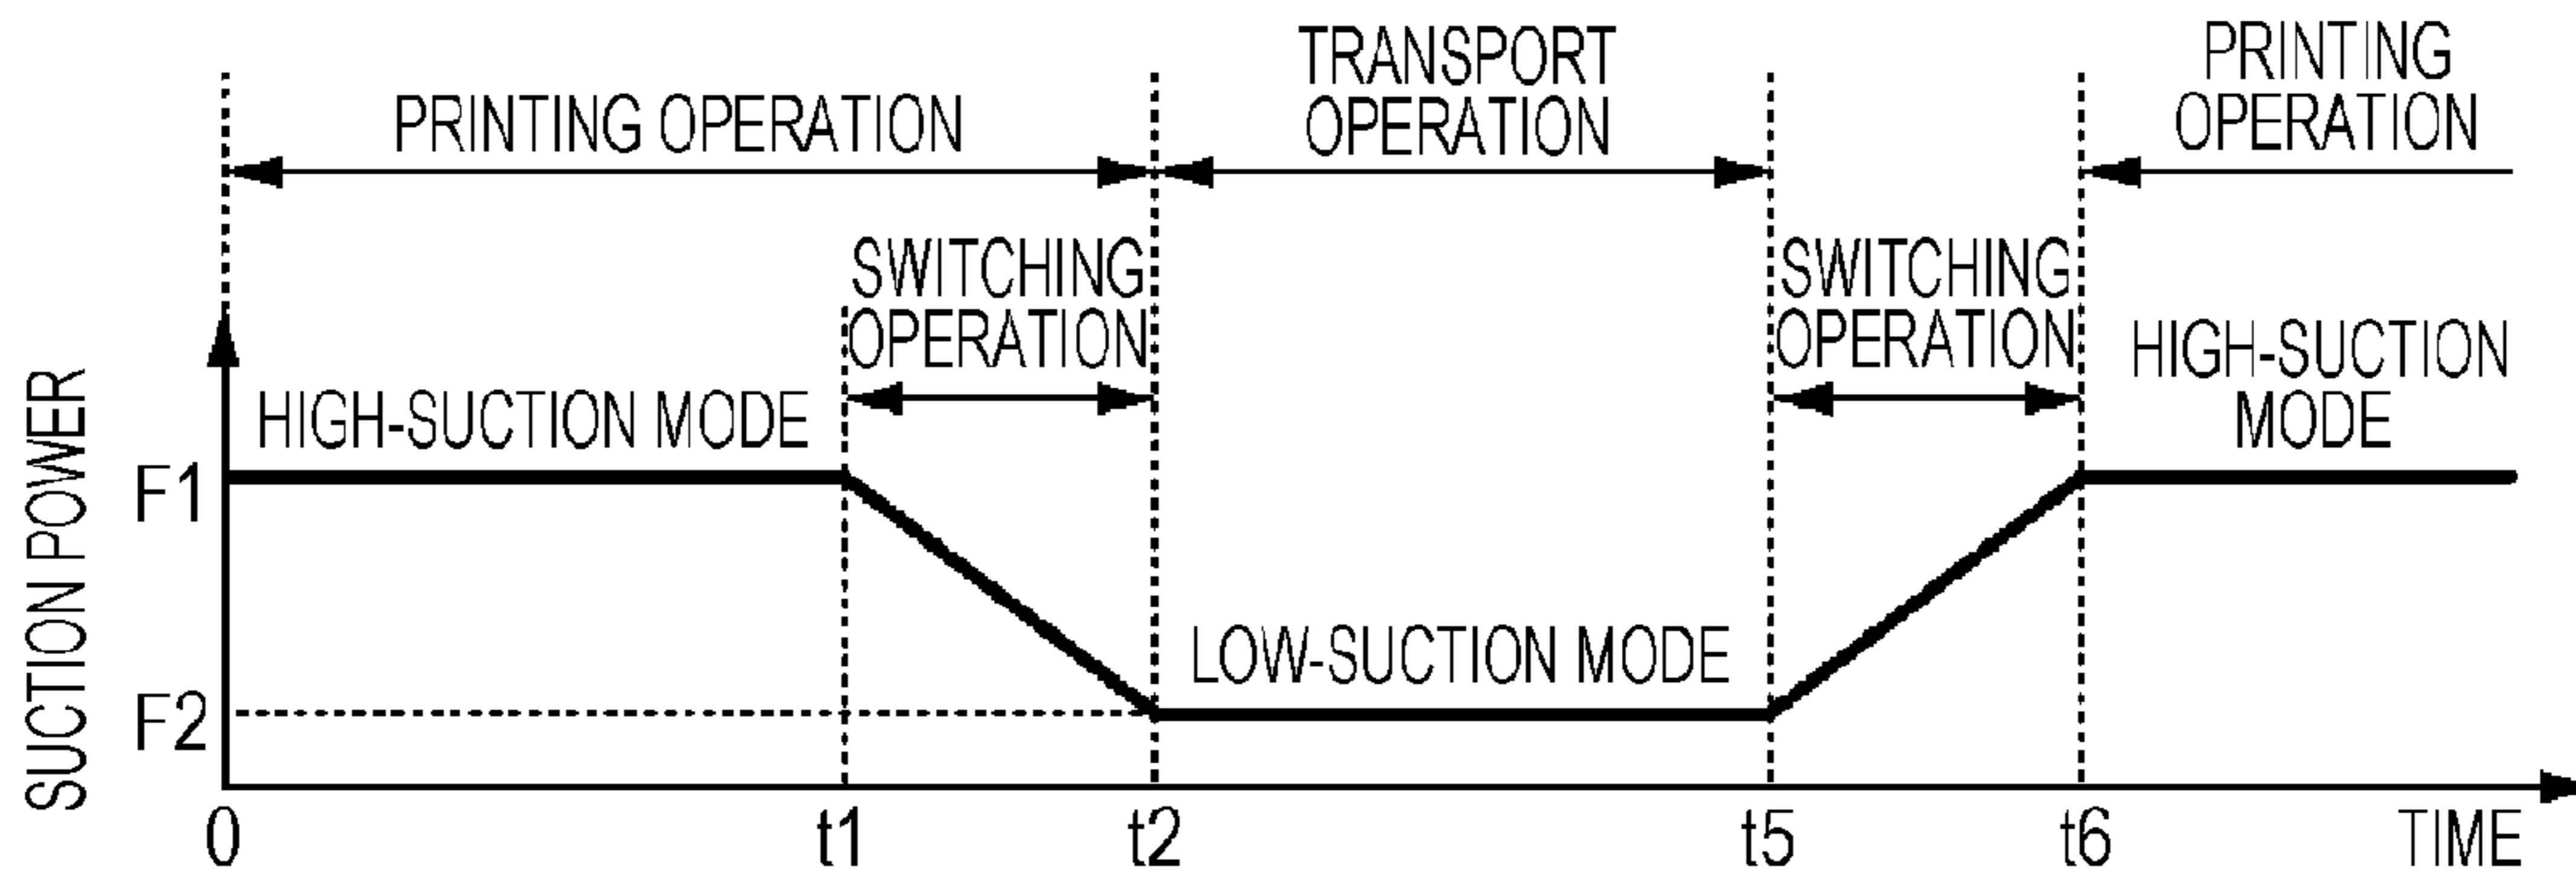 PRINTING OPERATION
TRANSPORT
OPERATION
PRINTING
OPERATION
SWITCHING
OPERATION
SWITCHING
OPERATION
HIGH-SUCTION MODE
HIGH-SUCTION
MODE
LOW-SUCTION MODE
SUCTION POWER
F1
F2
0
t1
t2
t5
t6
TIME